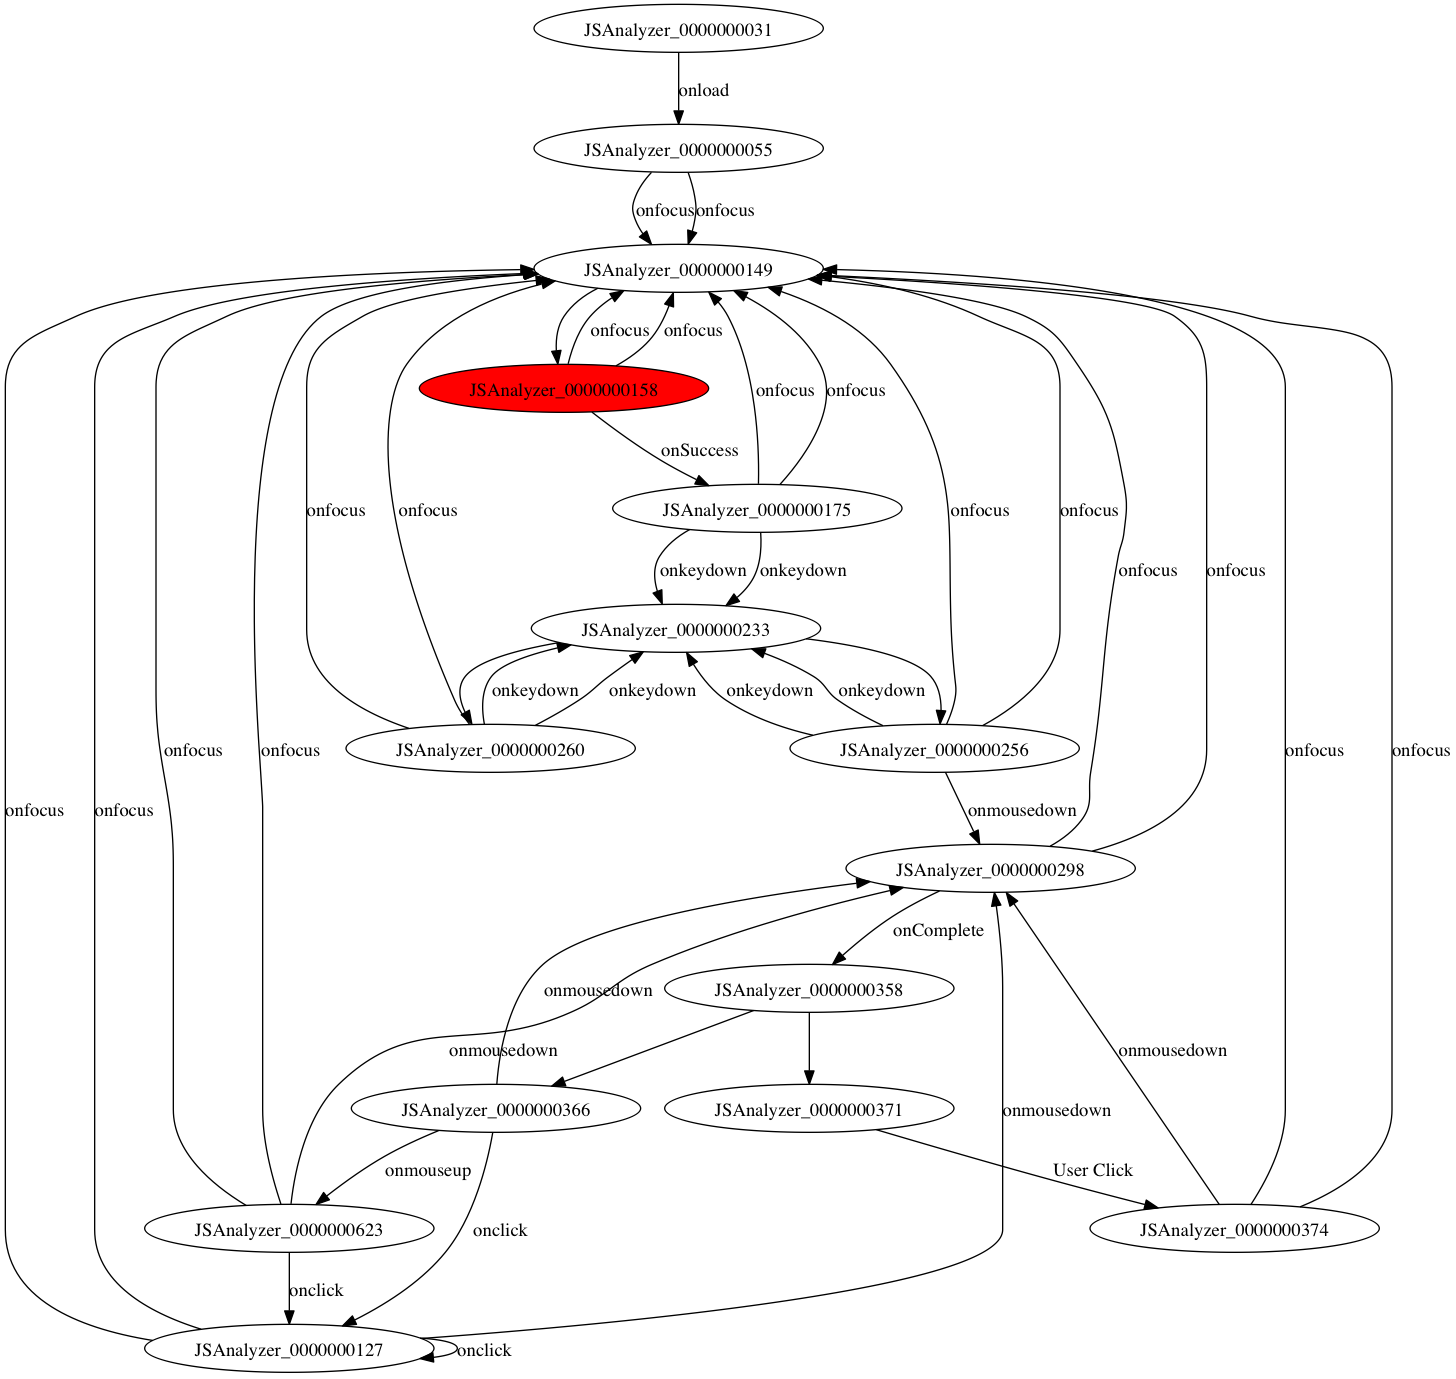 JSAnalyzer_0000000031
onload
JSAnalyzer_0000000055
onfocus
onfocus
JSAnalyzer_0000000149
onfocus
onfocus
JSAnalyzer_0000000158
onfocus
onfocus
onSuccess
onfocus
onfocus
JSAnalyzer_0000000175
onfocus
onfocus
onkeydown
onkeydown
onfocus
onfocus
JSAnalyzer_0000000233
onkeydown
onkeydown
onkeydown
onkeydown
onfocus
onfocus
JSAnalyzer_0000000260
JSAnalyzer_0000000256
onfocus
onfocus
onfocus
onfocus
onmousedown
JSAnalyzer_0000000298
onComplete
onmousedown
JSAnalyzer_0000000358
onmousedown
onmousedown
JSAnalyzer_0000000366
JSAnalyzer_0000000371
onmousedown
onmouseup
User Click
JSAnalyzer_0000000623
onclick
JSAnalyzer_0000000374
onclick
JSAnalyzer_0000000127
onclick